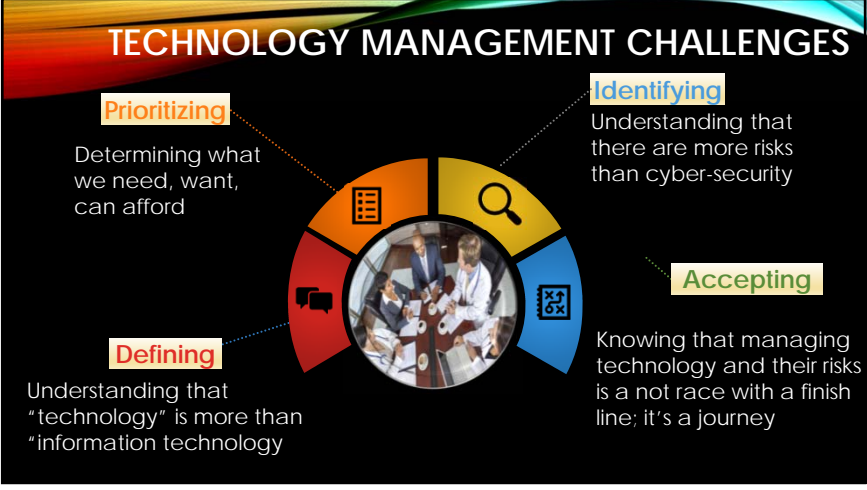 TECHNOLOGY MANAGEMENT CHALLENGES
Prioritizing
Determining what
we need, want,
can afford
Identifying
Understanding that
there are more risks
than cyber-security
Defining
Understanding that
“technology” is more than
“information technology
Accepting
Knowing that managing
technology and their risks
is a not race with a finish
line; it’s a journey